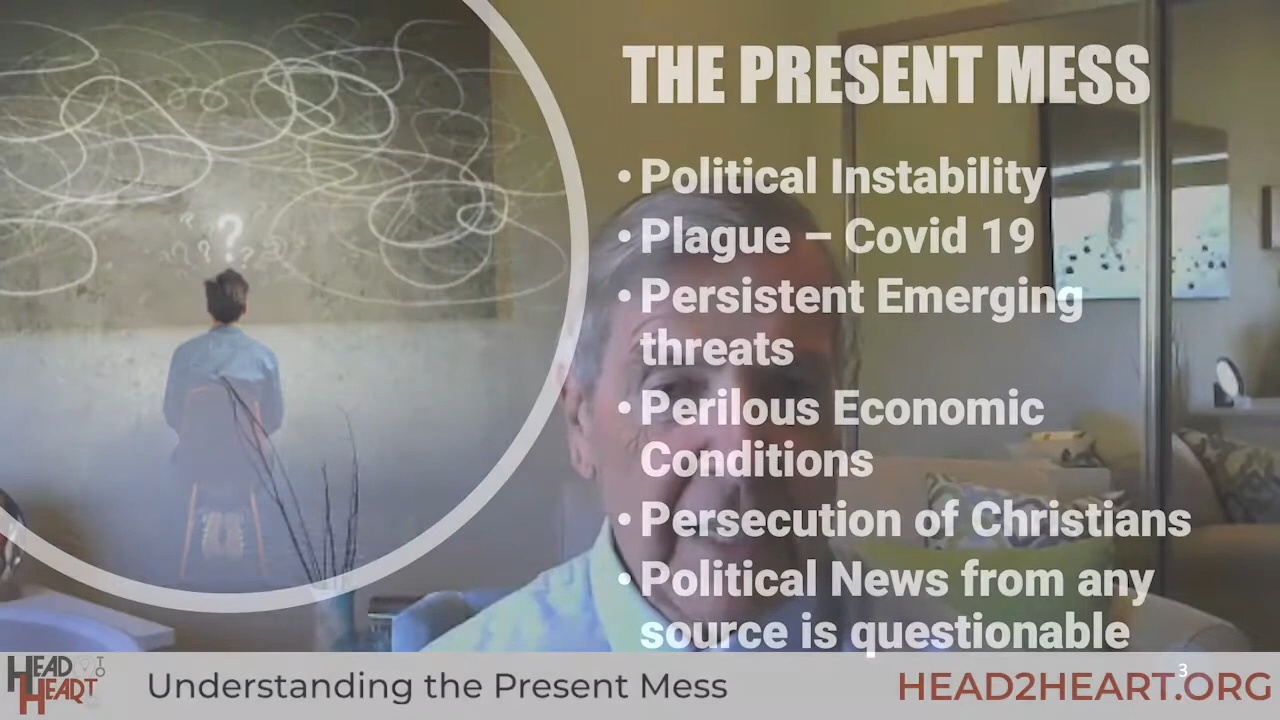 THE PRESENT MESS
• Political Instability
• Plague – Covid 19
• Persistent Emerging
threats
• Perilous Economic
Conditions
• Persecution of Christians
• Political News from any
source is questionable
3
HEAD TO
HEART
Understanding the Present Mess
HEAD2HEART.ORG
? ? ?